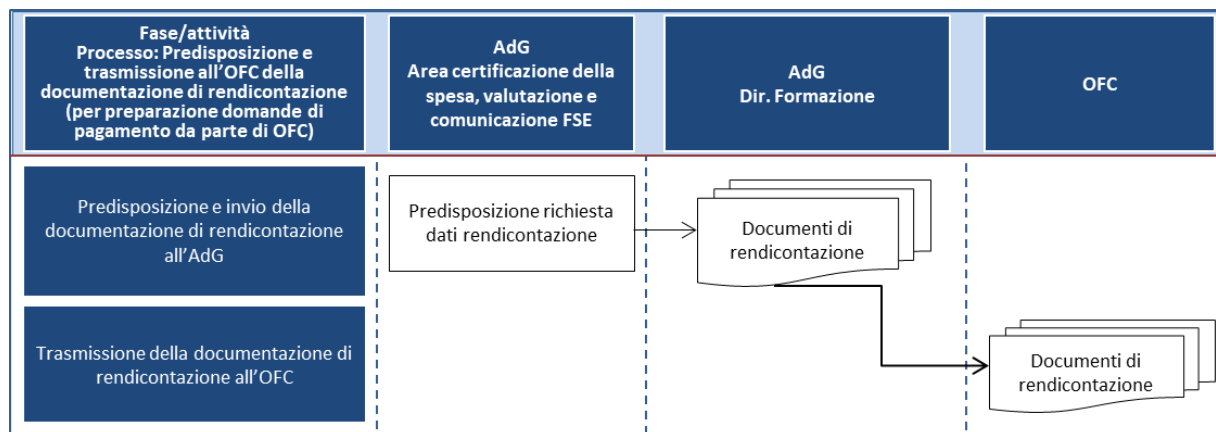 Fase/attività
Processo: Predisposizione e
trasmissione all'OFC della
documentazione di rendicontazione
(per preparazione domande di
pagamento da parte di OFC)
AdG
Area certificazione della
spesa, valutazione e
comunicazione FSE
AdG
Dir. Formazione
OFC
Predisposizione e invio della
documentazione di rendicontazione
all'AdG
Predisposizione richiesta
dati rendicontazione
Documenti di
rendicontazione
Trasmissione della documentazione di
rendicontazione all'OFC
Documenti di
rendicontazione